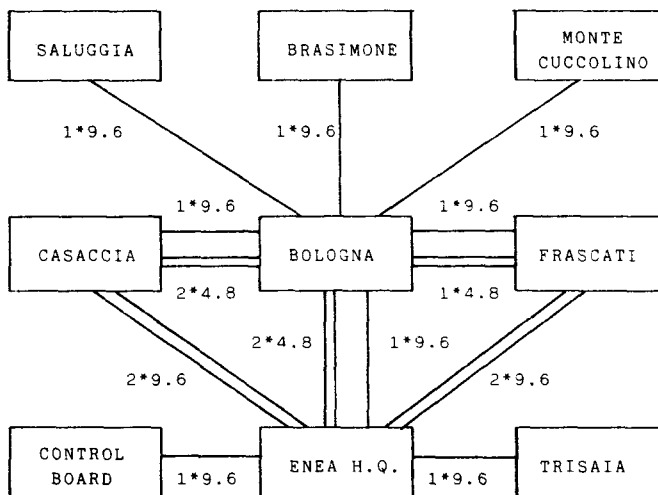 SALUGGIA
BRASIMONE
MONTE
CUCCOLINO
1*9.6
1*9.6
1*9.6
1*9.6
1*9.6
CASACCIA
BOLOGNA
FRASCATI
2*4.8
1*4.8
2*4.8
1*9.6
2*9.6
2*9.6
CONTROL
BOARD
ENEA H.Q.
TRISAIA
1*9.6
1*9.6